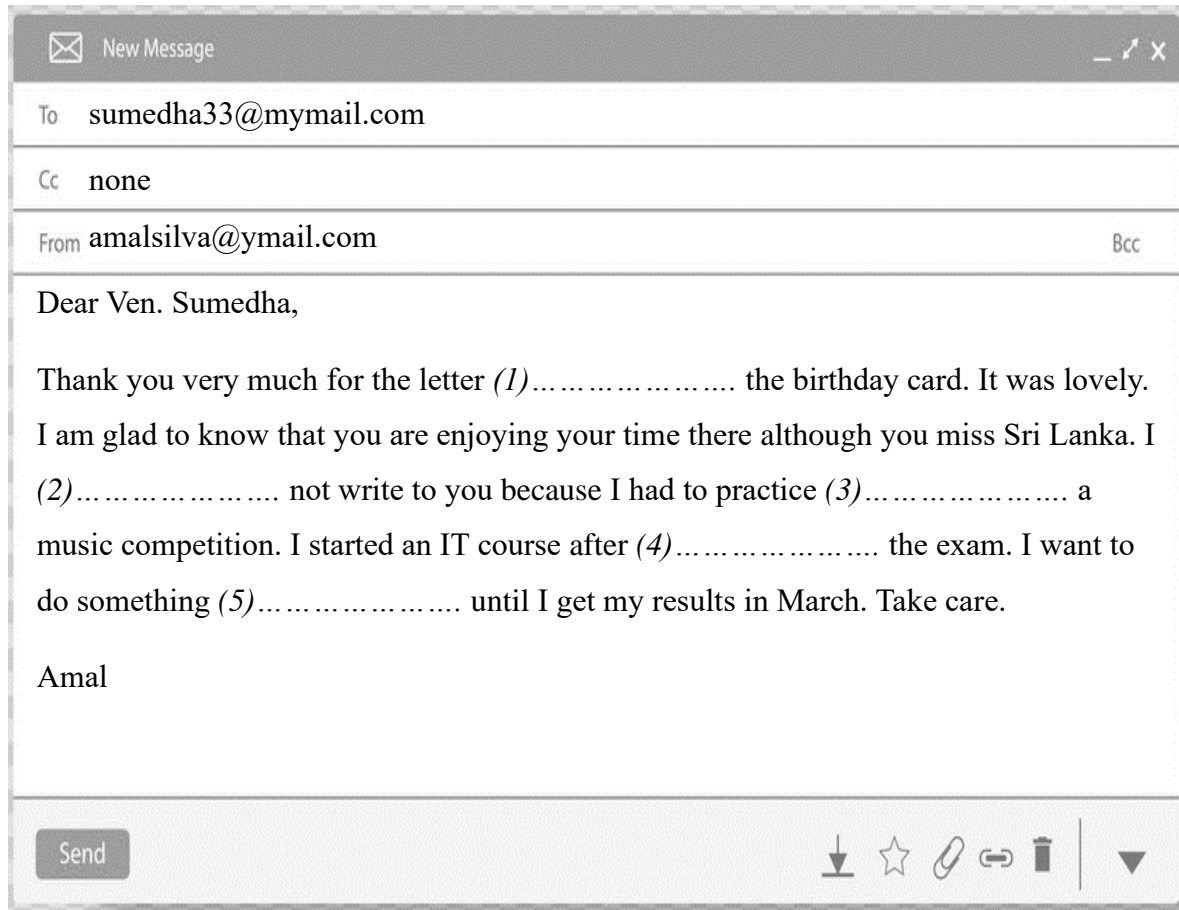 New Message
To sumedha33@mymail.com
Cc none
From amalsilva@ymail.com Bcc
Dear Ven. Sumedha,
Thank you very much for the letter (1)………………… the birthday card. It was lovely.
I am glad to know that you are enjoying your time there although you miss Sri Lanka. I
(2)………………… not write to you because I had to practice (3)………………… a
music competition. I started an IT course after (4)………………… the exam. I want to
do something (5)………………… until I get my results in March. Take care.
Amal
Send